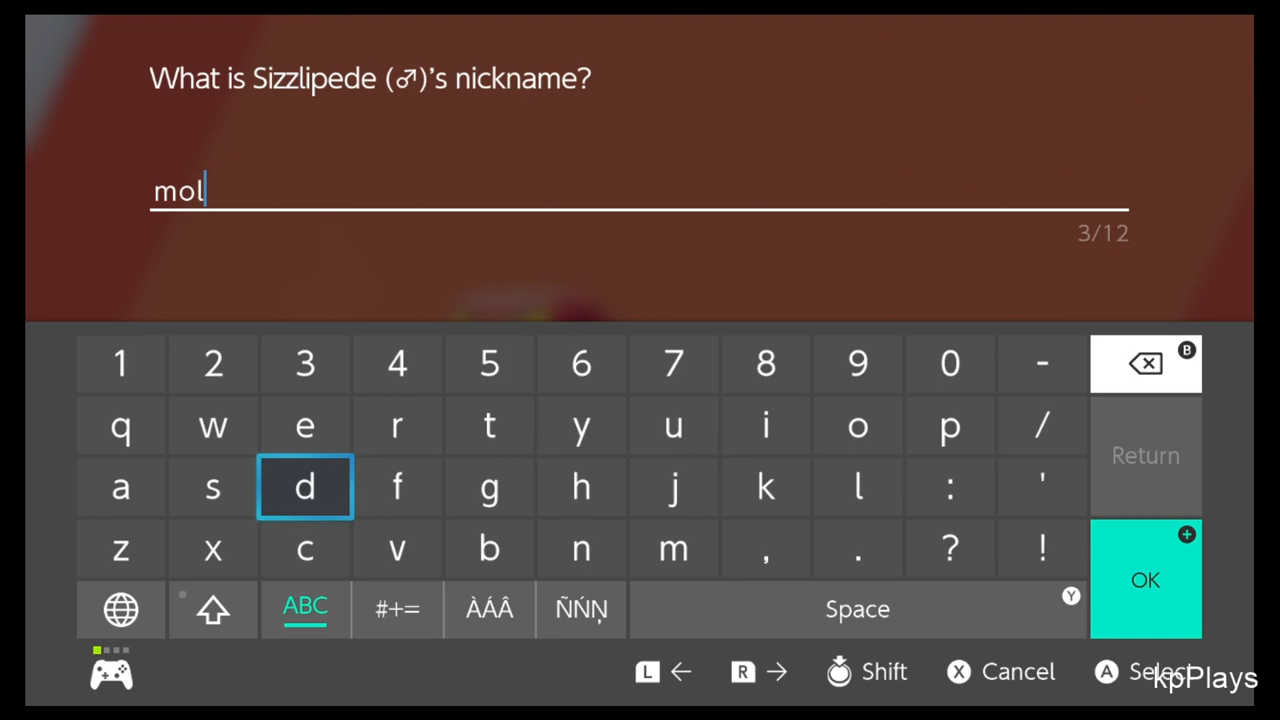 What is Sizzlipede (♂)'s nickname?
mol
3/12
1 2 3 4 5 6 7 8 9 0 - B
q w e r t y u i o p / Return
a s d f g h j k l : '
z x c v b n m , . ? ! + OK
ABC #+= ÀÁÂ ÑŃŅ Space Y
L ← R → Shift X Cancel A Select
kpPlays